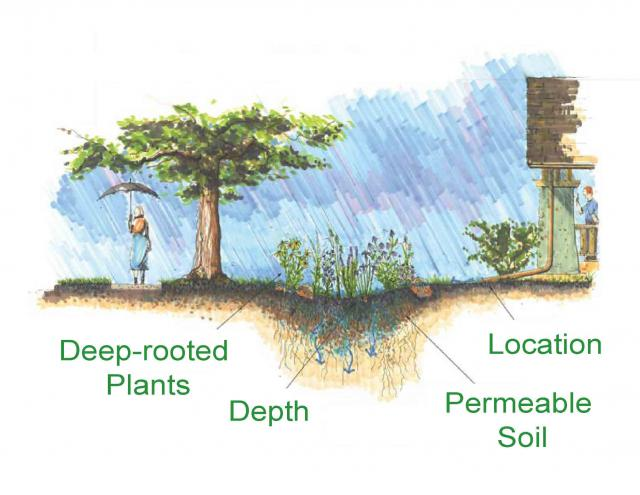 Deep-rooted
Plants
Depth
Location
Permeable
Soil